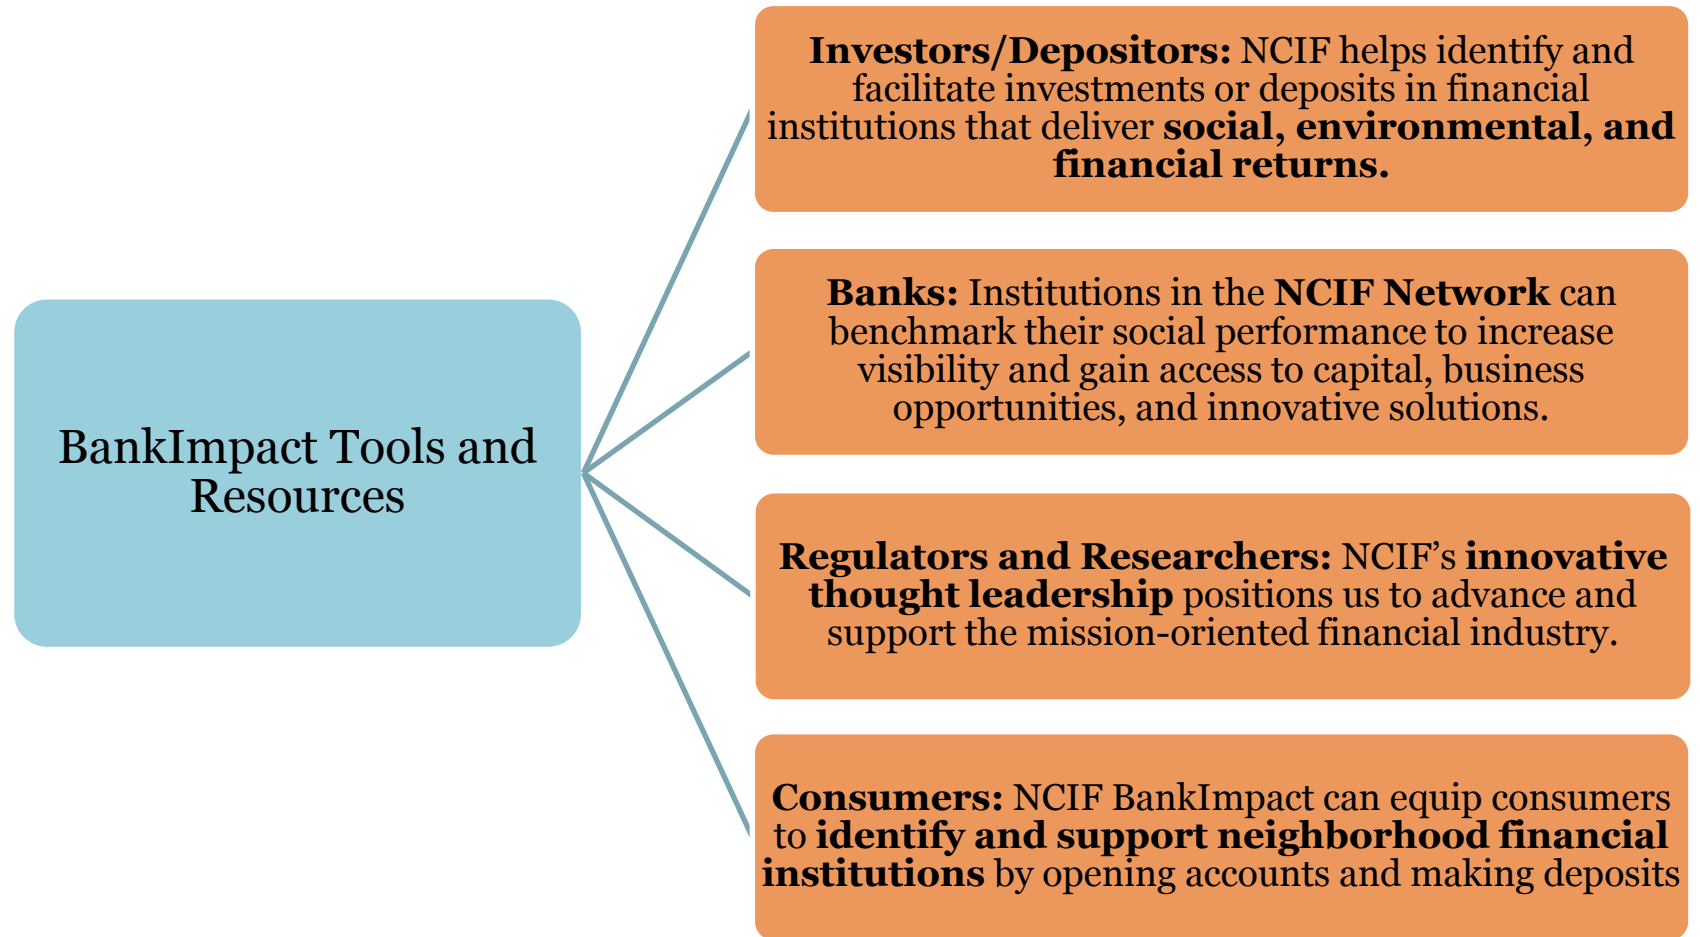 Investors/Depositors: NCIF helps identify and
facilitate investments or deposits in financial
institutions that deliver social, environmental, and
financial returns.
Banks: Institutions in the NCIF Network can
benchmark their social performance to increase
visibility and gain access to capital, business
opportunities, and innovative solutions.
BankImpact Tools and
Resources
Regulators and Researchers: NCIF’s innovative
thought leadership positions us to advance and
support the mission-oriented financial industry.
Consumers: NCIF BankImpact can equip consumers
to identify and support neighborhood financial
institutions by opening accounts and making deposits